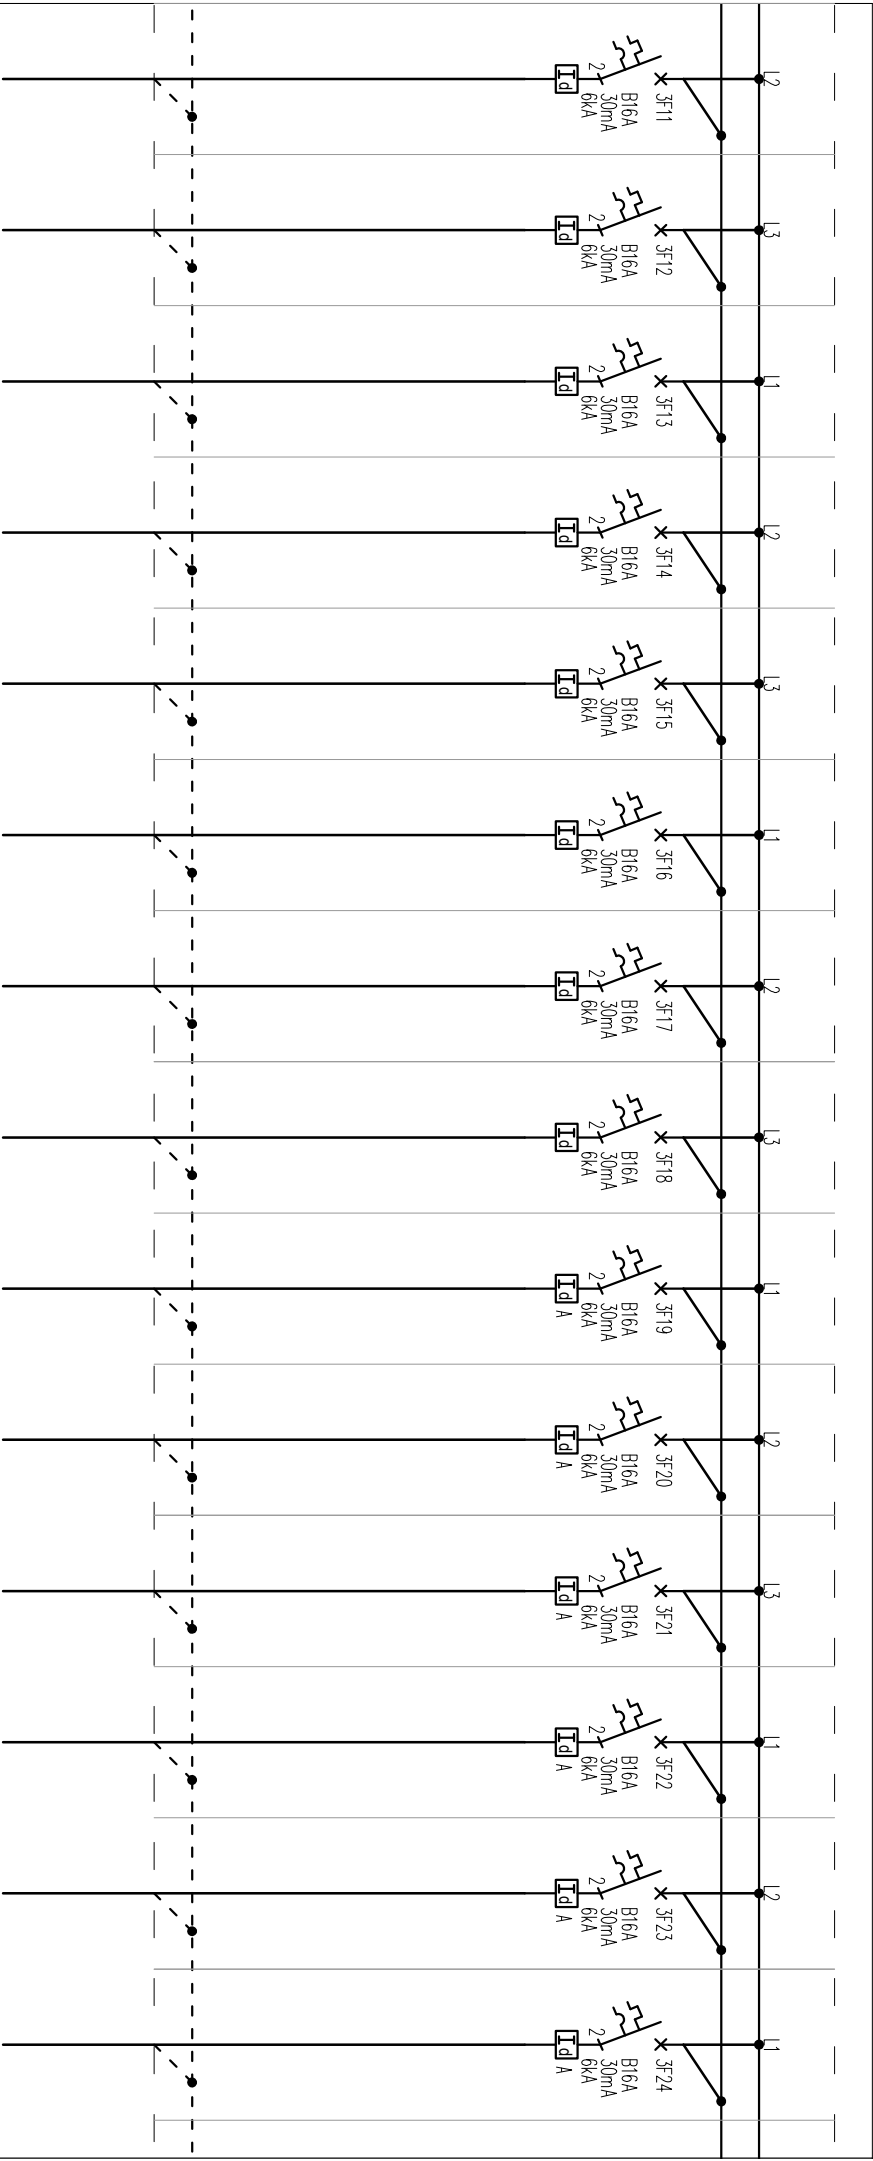 L2
3F11
B16A
30mA
6kA
2
Id
L3
3F12
B16A
30mA
6kA
2
Id
L1
3F13
B16A
30mA
6kA
2
Id
L2
3F14
B16A
30mA
6kA
2
Id
L3
3F15
B16A
30mA
6kA
2
Id
L1
3F16
B16A
30mA
6kA
2
Id
L2
3F17
B16A
30mA
6kA
2
Id
L3
3F18
B16A
30mA
6kA
2
Id
L1
3F19
B16A
30mA
6kA
2
Id
A
L2
3F20
B16A
30mA
6kA
2
Id
A
L3
3F21
B16A
30mA
6kA
2
Id
A
L1
3F22
B16A
30mA
6kA
2
Id
A
L2
3F23
B16A
30mA
6kA
2
Id
A
L1
3F24
B16A
30mA
6kA
2
Id
A